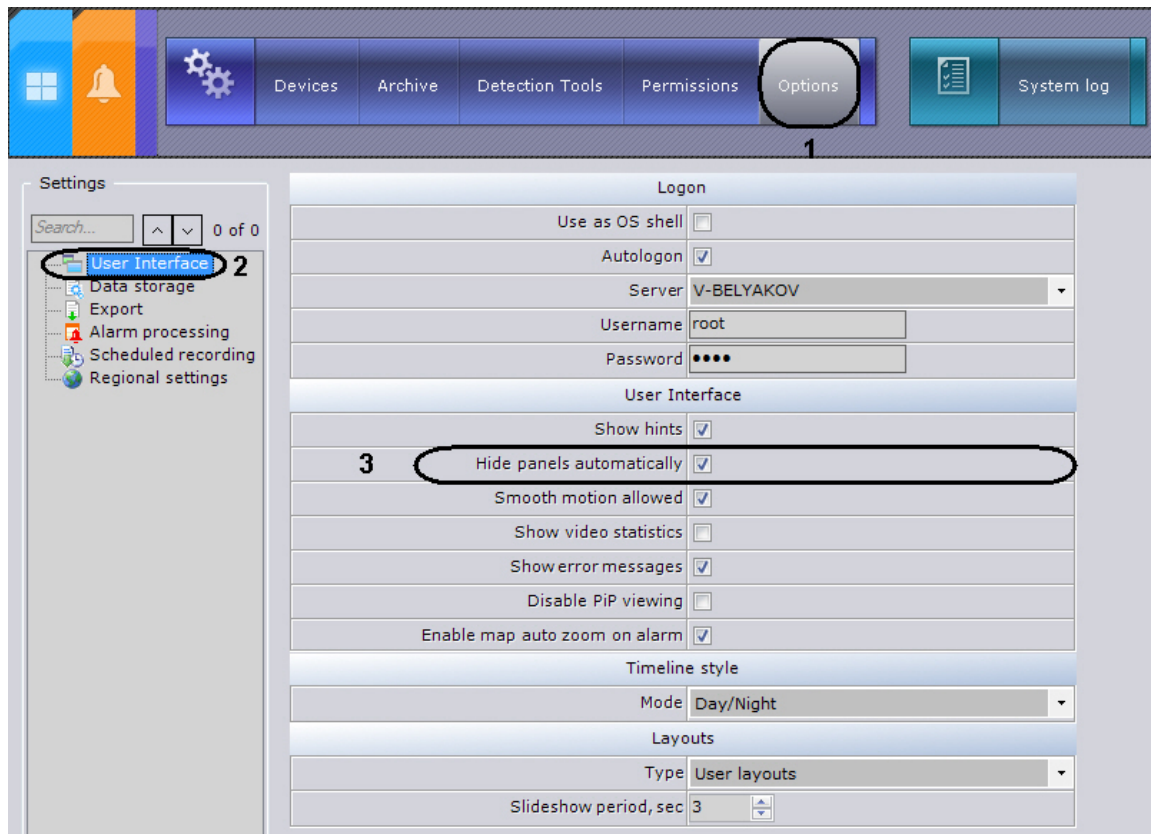 Devices Archive Detection Tools Permissions Options System log
1
Settings
Search... 0 of 0
User Interface 2
Data storage
Export
Alarm processing
Scheduled recording
Regional settings
Logon
Use as OS shell
Autologon
Server V-BELYAKOV
Username root
Password ••••
User Interface
Show hints
3 Hide panels automatically
Smooth motion allowed
Show video statistics
Show error messages
Disable PiP viewing
Enable map auto zoom on alarm
Timeline style
Mode Day/Night
Layouts
Type User layouts
Slideshow period, sec 3